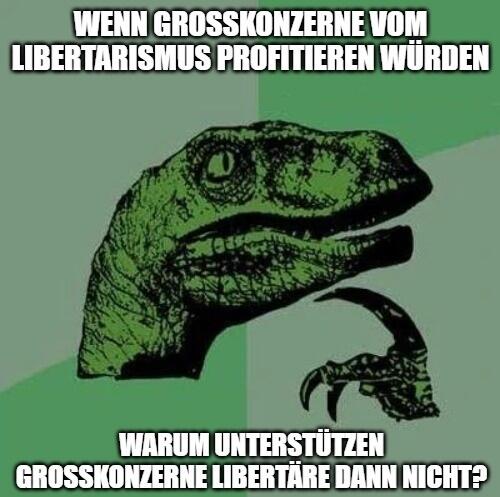 WENN GROSSKONZERNE VOM
LIBERTARISMUS PROFITIEREN WÜRDEN
WARUM UNTERSTÜTZEN
GROSSKONZERNE LIBERTÄRE DANN NICHT?